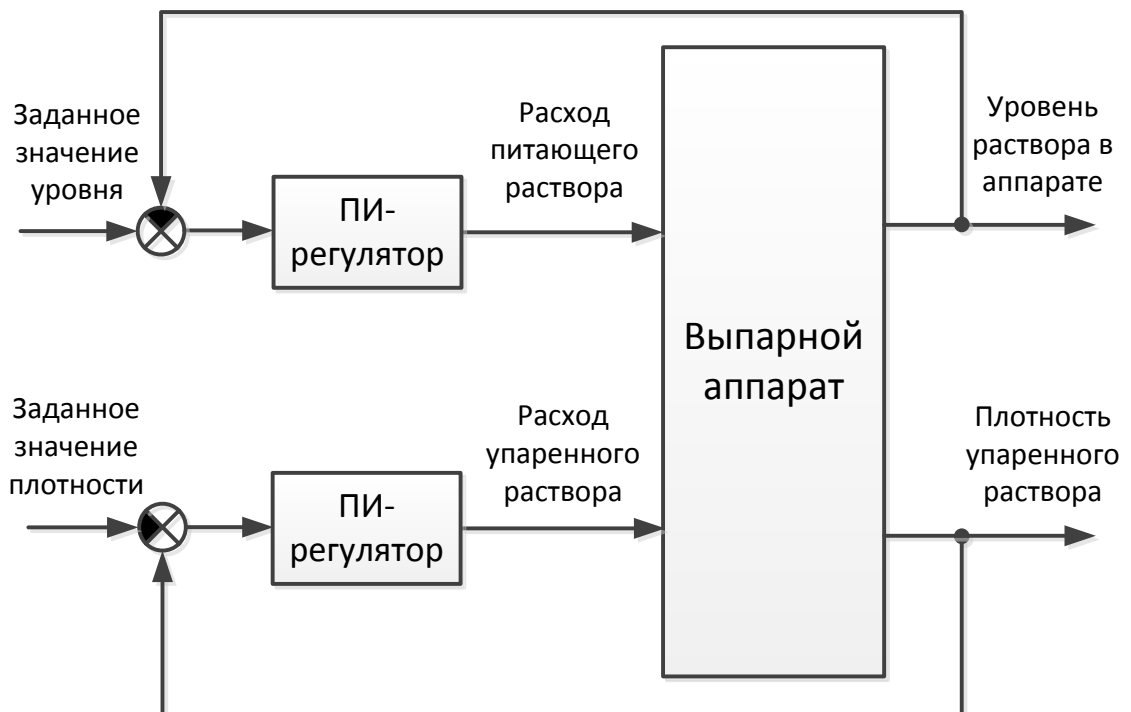 Заданное
значение
уровня
ПИ-
регулятор
Расход
питающего
раствора
Выпарной
аппарат
Уровень
раствора в
аппарате
Заданное
значение
плотности
ПИ-
регулятор
Расход
упаренного
раствора
Плотность
упаренного
раствора